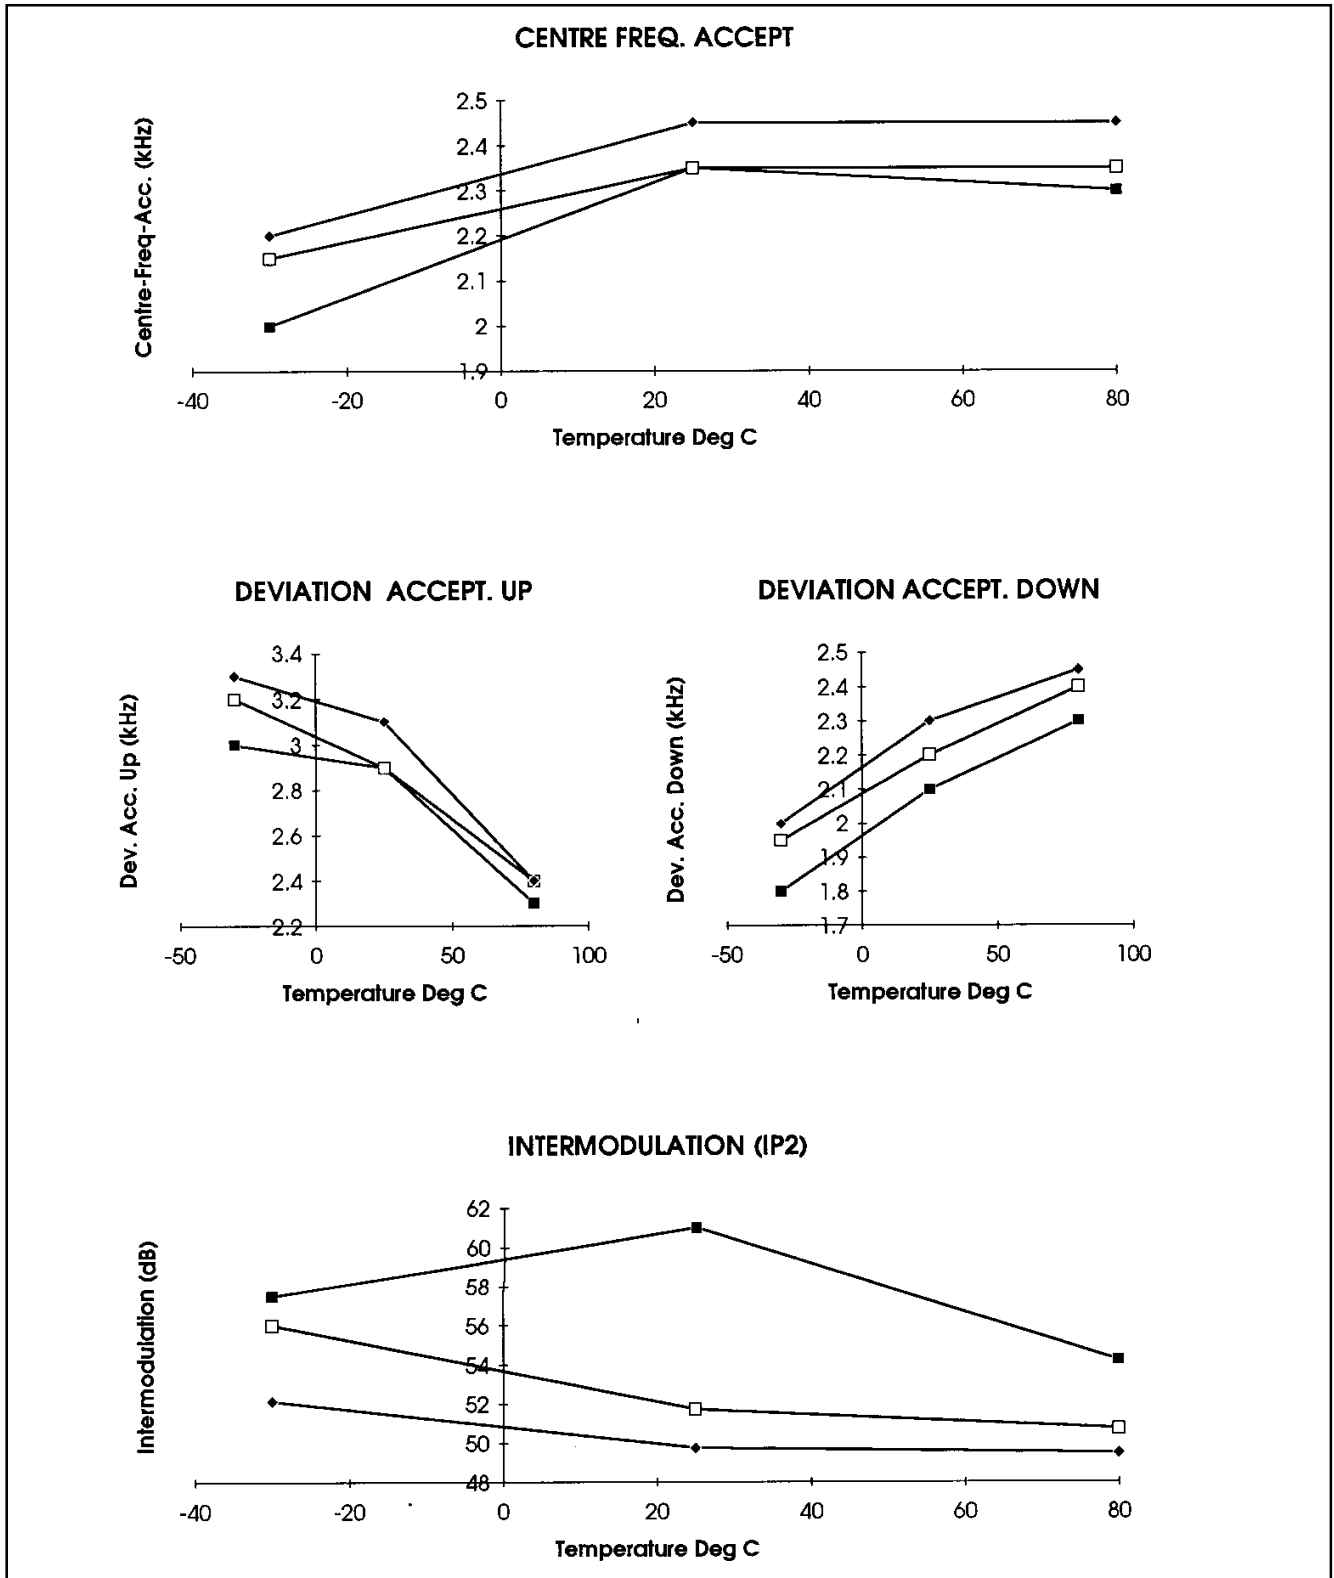 CENTRE FREQ. ACCEPT
Centre-Freq-Acc. (kHz)
2.5
2.4
2.3
2.2
2.1
2
1.9
-40 -20 0 20 40 60 80
Temperature Deg C
DEVIATION ACCEPT. UP
Dev. Acc. Up (kHz)
3.4
3.2
3
2.8
2.6
2.4
2.2
-50 0 50 100
Temperature Deg C
DEVIATION ACCEPT. DOWN
Dev. Acc. Down (kHz)
2.5
2.4
2.3
2.2
2.1
2
1.9
1.8
1.7
-50 0 50 100
Temperature Deg C
INTERMODULATION (IP2)
Intermodulation (dB)
62
60
58
56
54
52
50
48
-40 -20 0 20 40 60 80
Temperature Deg C